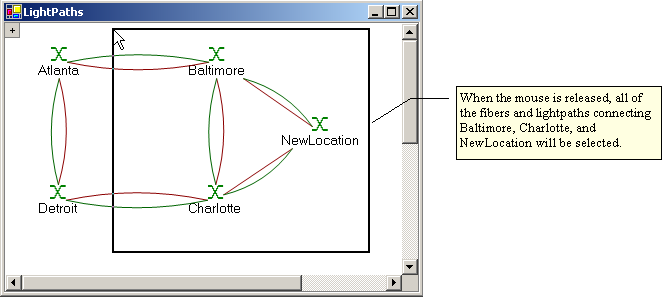 LightPaths
+
Atlanta
Baltimore
NewLocation
Detroit
Charlotte
When the mouse is released, all of
the fibers and lightpaths connecting
Baltimore, Charlotte, and
NewLocation will be selected.